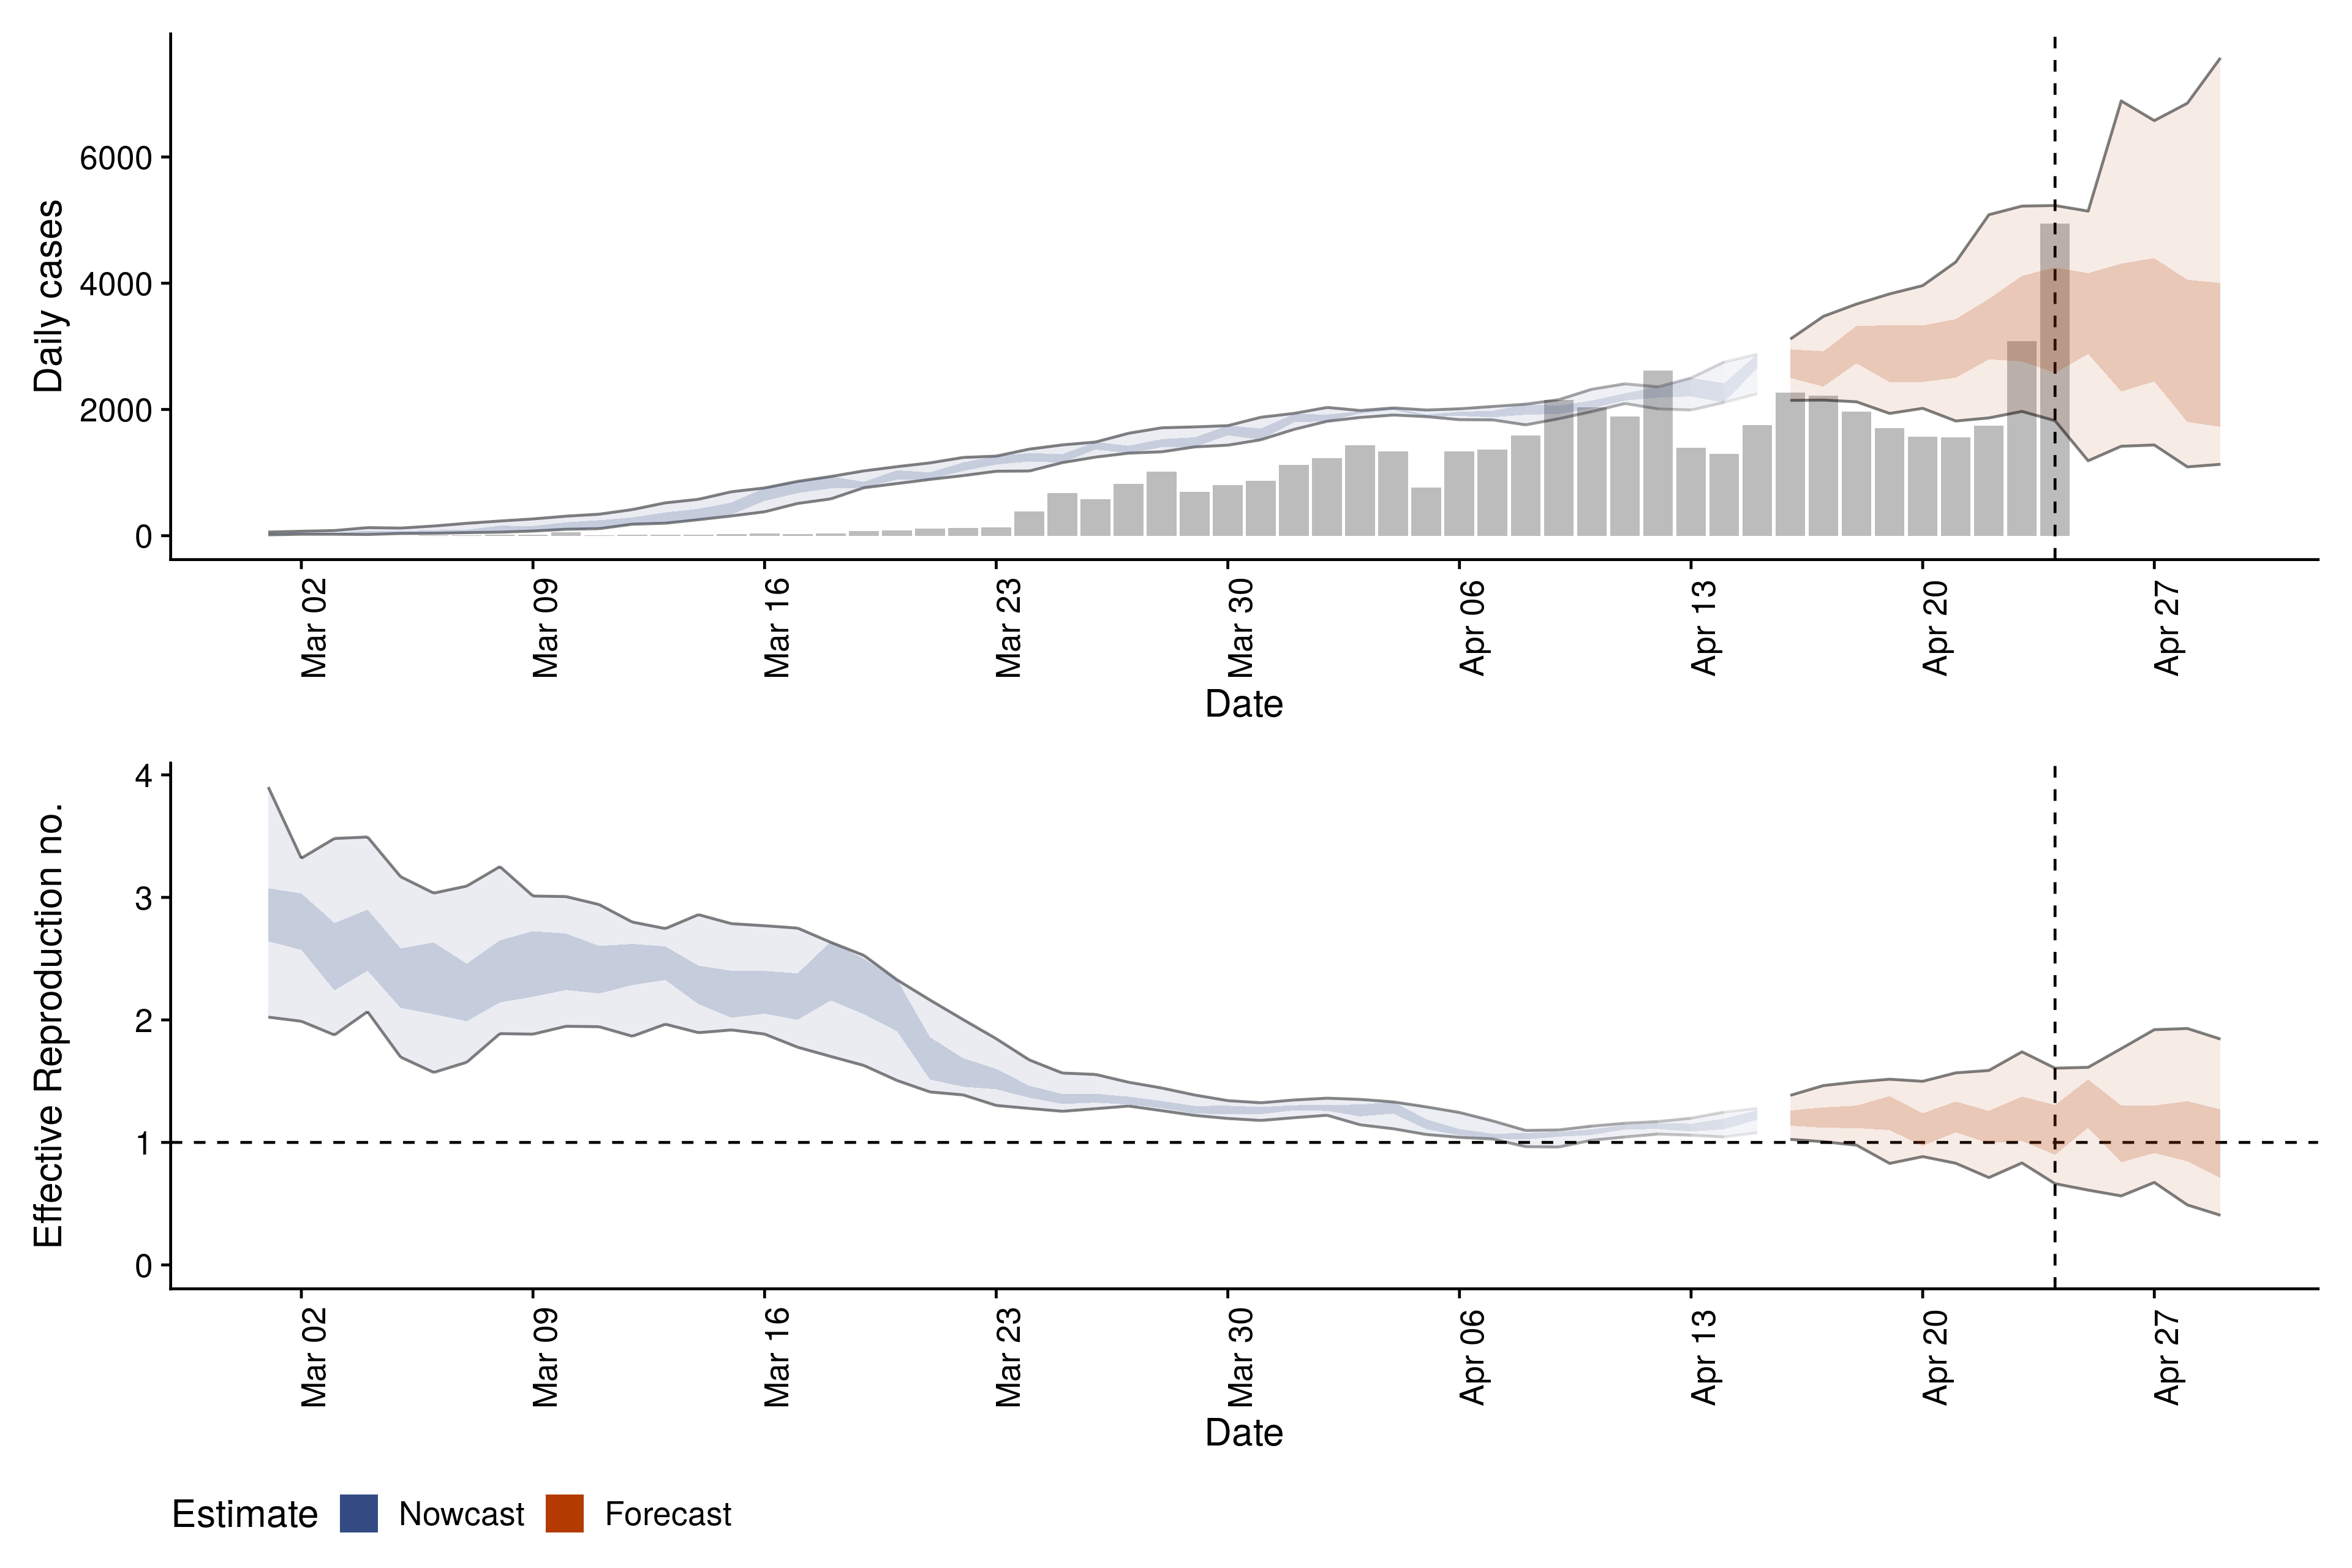 Daily cases
6000
4000
2000
0
Mar 02 Mar 09 Mar 16 Mar 23 Mar 30 Apr 06 Apr 13 Apr 20 Apr 27
Date
Effective Reproduction no.
4
3
2
1
0
Mar 02 Mar 09 Mar 16 Mar 23 Mar 30 Apr 06 Apr 13 Apr 20 Apr 27
Date
Estimate Nowcast Forecast